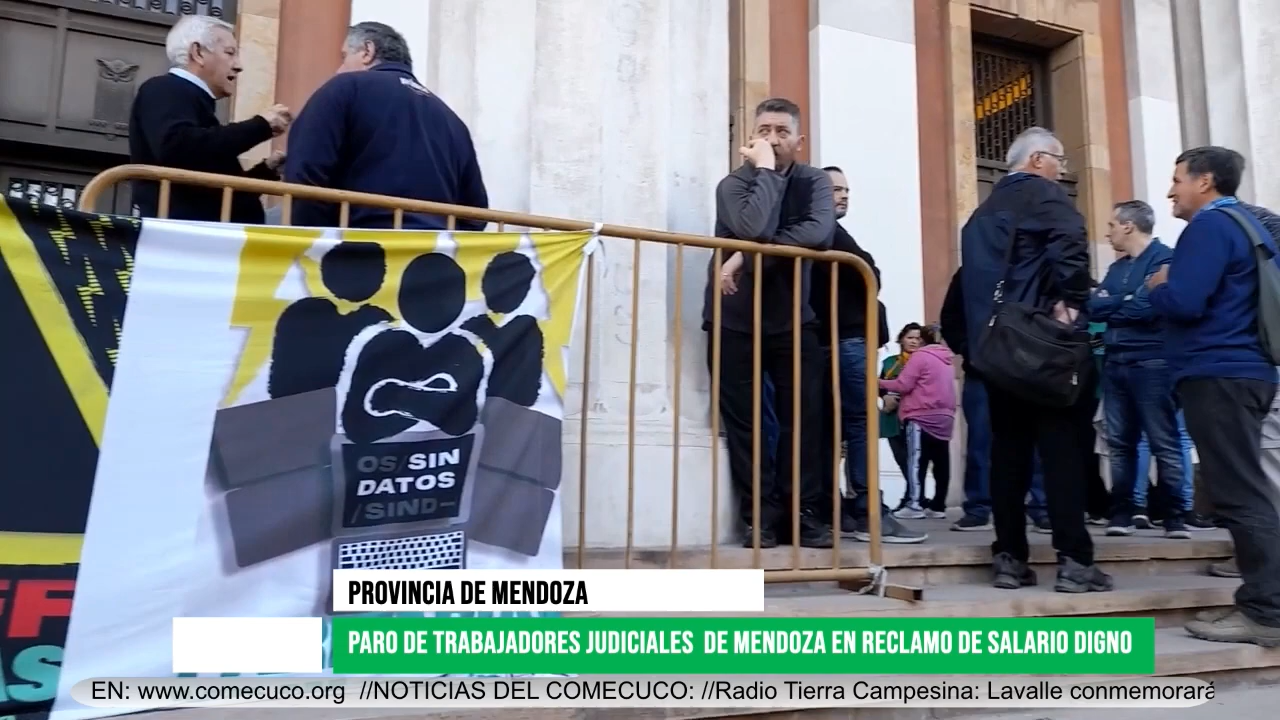 OS/SIN
DATOS
/SIND-
PROVINCIA DE MENDOZA
PARO DE TRABAJADORES JUDICIALES DE MENDOZA EN RECLAMO DE SALARIO DIGNO
EN: www.comecuco.org //NOTICIAS DEL COMECUCO: //Radio Tierra Campesina: Lavalle conmemorará